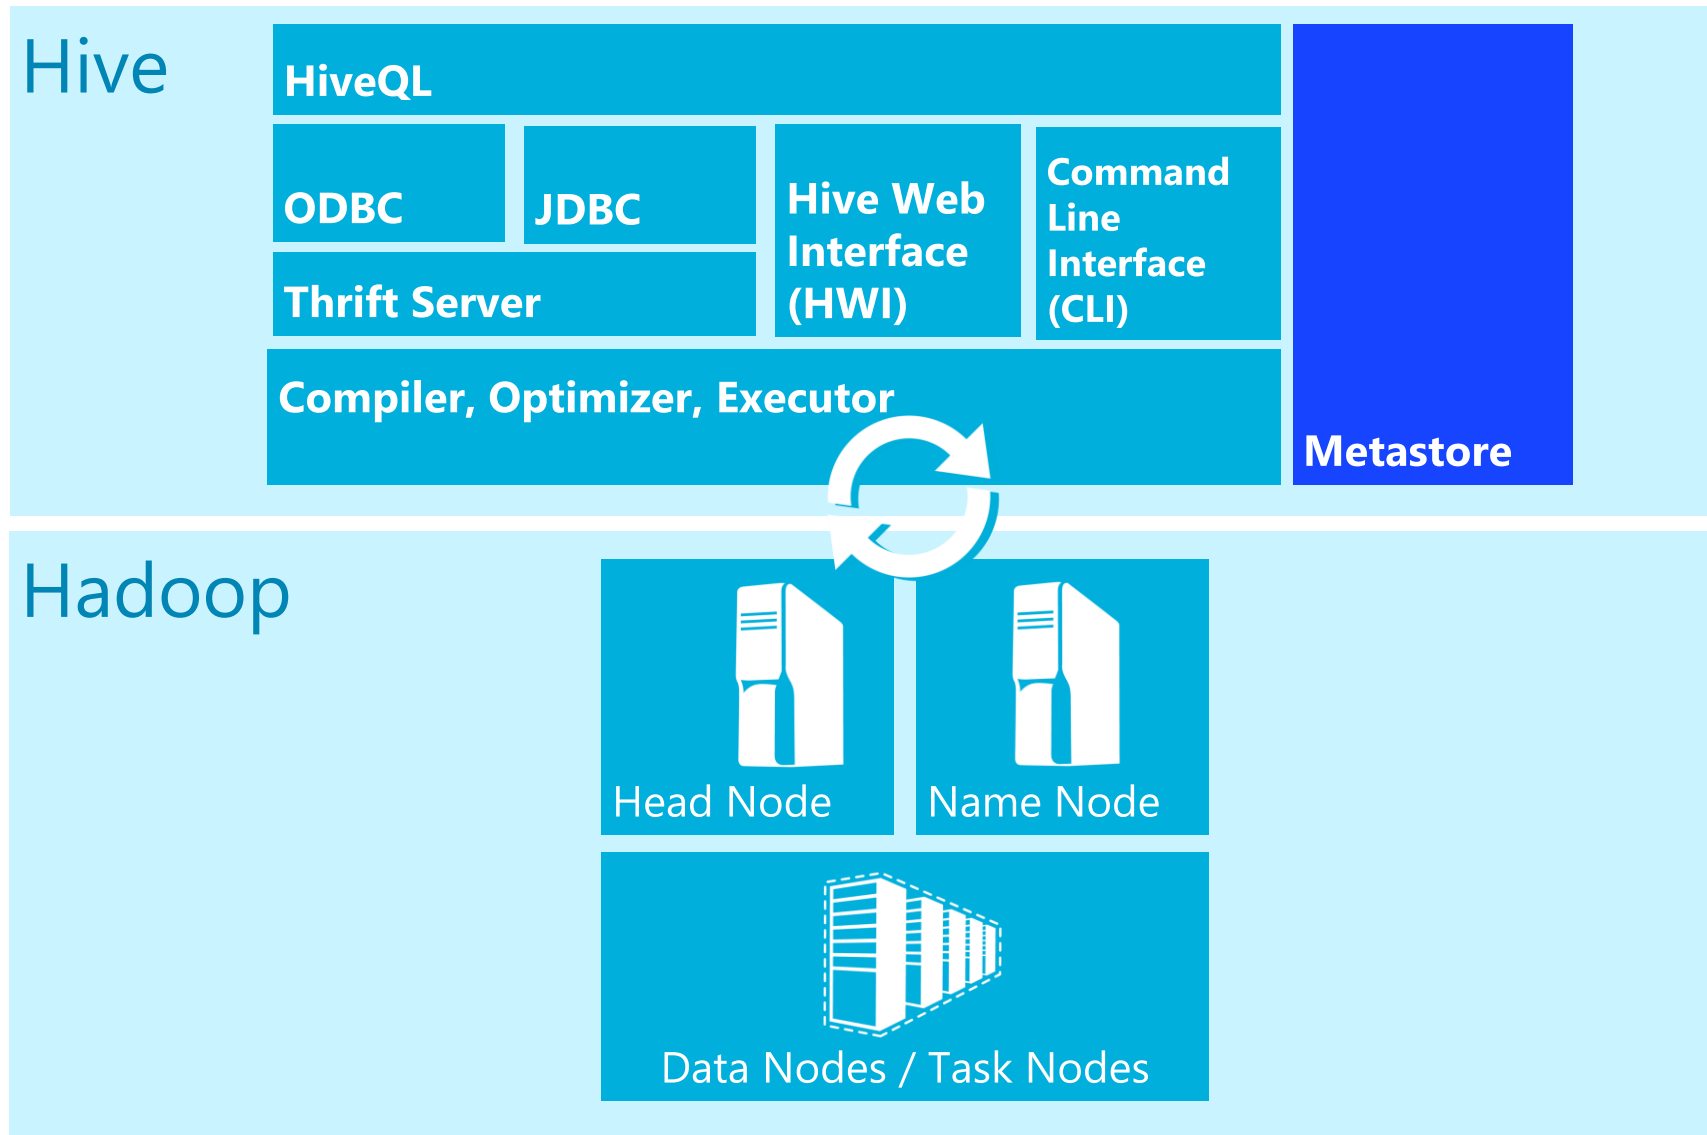 Hive
HiveQL
ODBC
JDBC
Hive Web
Interface
(HWI)
Command
Line
Interface
(CLI)
Thrift Server
Compiler, Optimizer, Executor
Metastore
Hadoop
Head Node
Name Node
Data Nodes / Task Nodes